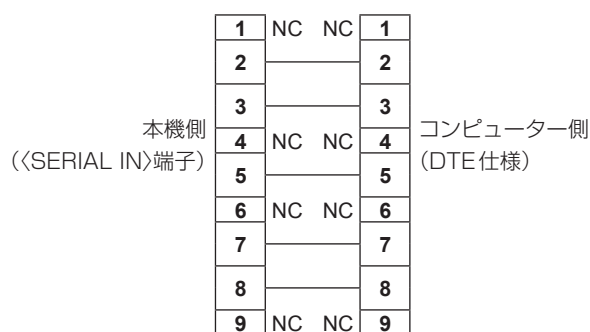 1 NC NC 1
2 2
3 3
本機側
(〈SERIAL IN〉端子)
4 NC NC 4
コンピューター側
(DTE仕様)
5 5
6 NC NC 6
7 7
8 8
9 NC NC 9